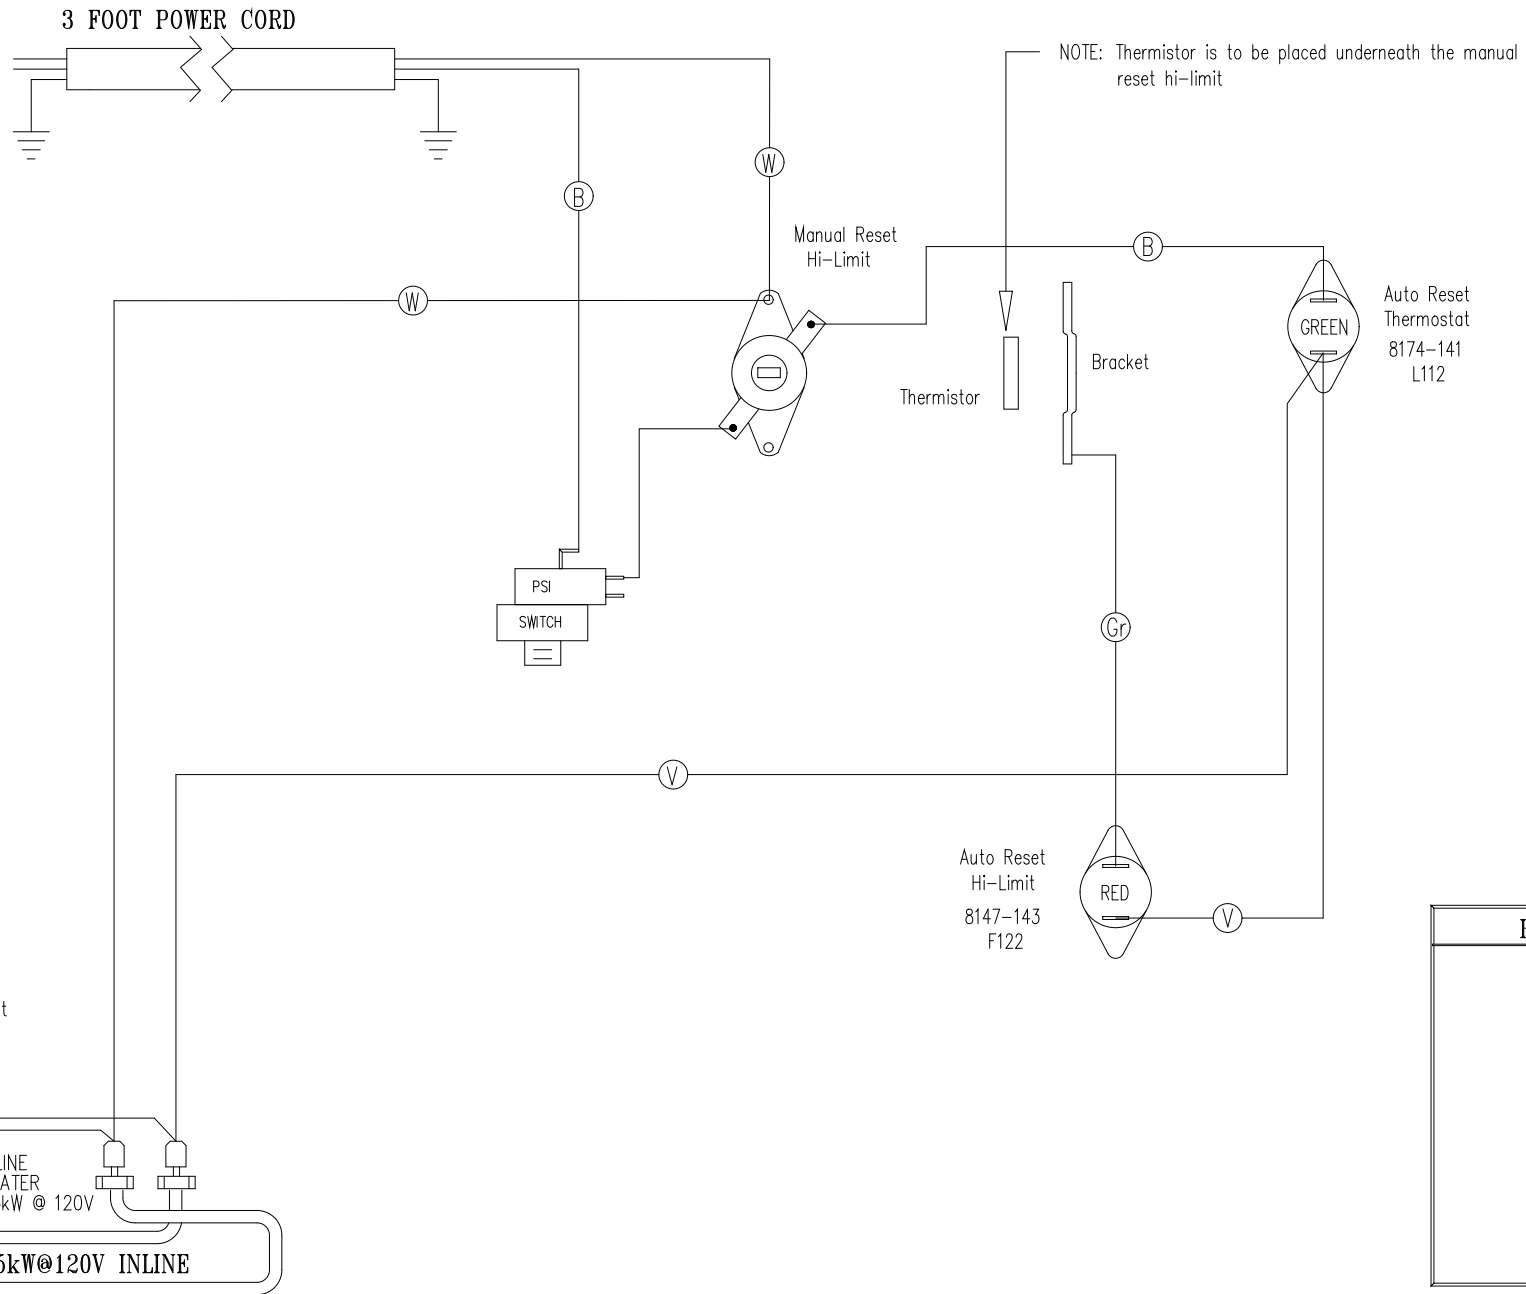 3 FOOT POWER CORD
NOTE: Thermistor is to be placed underneath the manual
reset hi-limit
W
B
Manual Reset
Hi-Limit
B
W
Auto Reset
Thermostat
8174-141
L112
GREEN
Bracket
Thermistor
PSI
SWITCH
Gr
V
Auto Reset
Hi-Limit
8147-143
F122
RED
V
kW @ 120V
5kW@120V INLINE